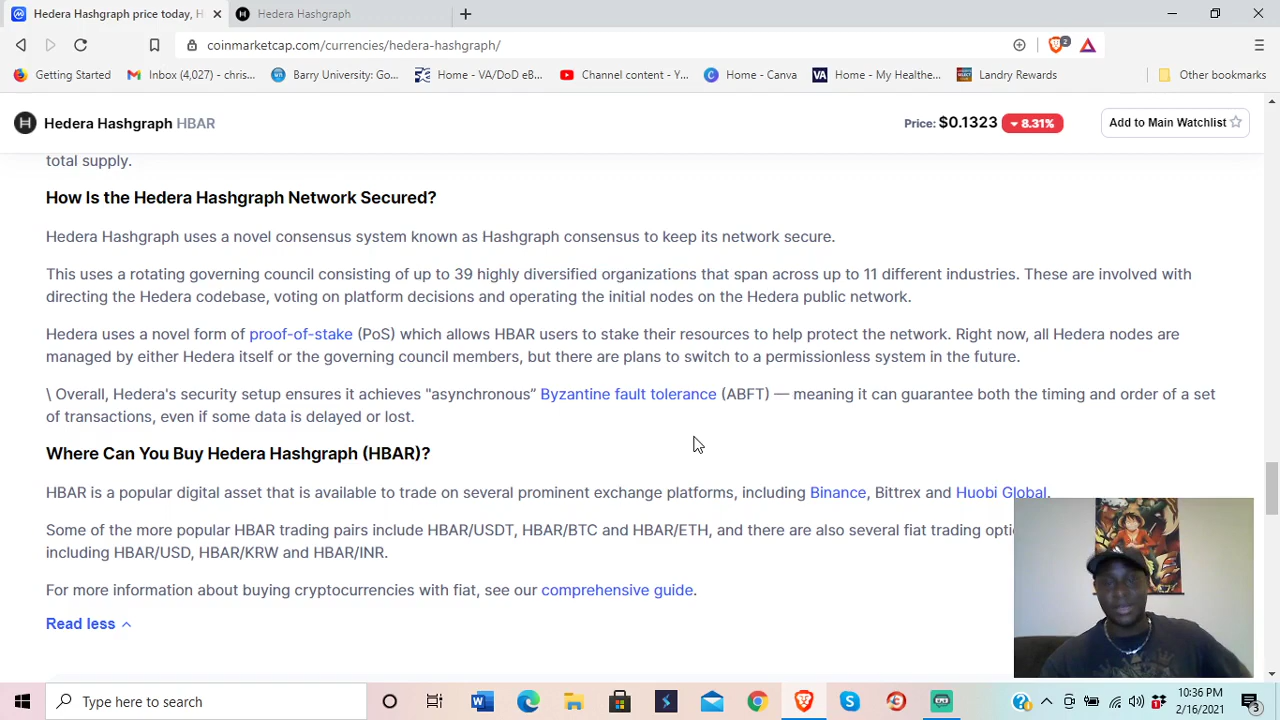 Hedera Hashgraph price today, H
Hedera Hashgraph
coinmarketcap.com/currencies/hedera-hashgraph/
2
Getting Started
Inbox (4,027) - chris...
Barry University: Go...
Home - VA/DoD eB...
Channel content - Y...
Home - Canva
Home - My Healthe...
Landry Rewards
Other bookmarks
Hedera Hashgraph HBAR
Price: $0.1323 8.31%
Add to Main Watchlist
total supply.
How Is the Hedera Hashgraph Network Secured?
Hedera Hashgraph uses a novel consensus system known as Hashgraph consensus to keep its network secure.
This uses a rotating governing council consisting of up to 39 highly diversified organizations that span across up to 11 different industries. These are involved with
directing the Hedera codebase, voting on platform decisions and operating the initial nodes on the Hedera public network.
Hedera uses a novel form of proof-of-stake (PoS) which allows HBAR users to stake their resources to help protect the network. Right now, all Hedera nodes are
managed by either Hedera itself or the governing council members, but there are plans to switch to a permissionless system in the future.
\ Overall, Hedera's security setup ensures it achieves "asynchronous” Byzantine fault tolerance (ABFT) — meaning it can guarantee both the timing and order of a set
of transactions, even if some data is delayed or lost.
Where Can You Buy Hedera Hashgraph (HBAR)?
HBAR is a popular digital asset that is available to trade on several prominent exchange platforms, including Binance, Bittrex and Huobi Global.
Some of the more popular HBAR trading pairs include HBAR/USDT, HBAR/BTC and HBAR/ETH, and there are also several fiat trading opti
including HBAR/USD, HBAR/KRW and HBAR/INR.
For more information about buying cryptocurrencies with fiat, see our comprehensive guide.
Read less
Type here to search
10:36 PM
2/16/2021
3